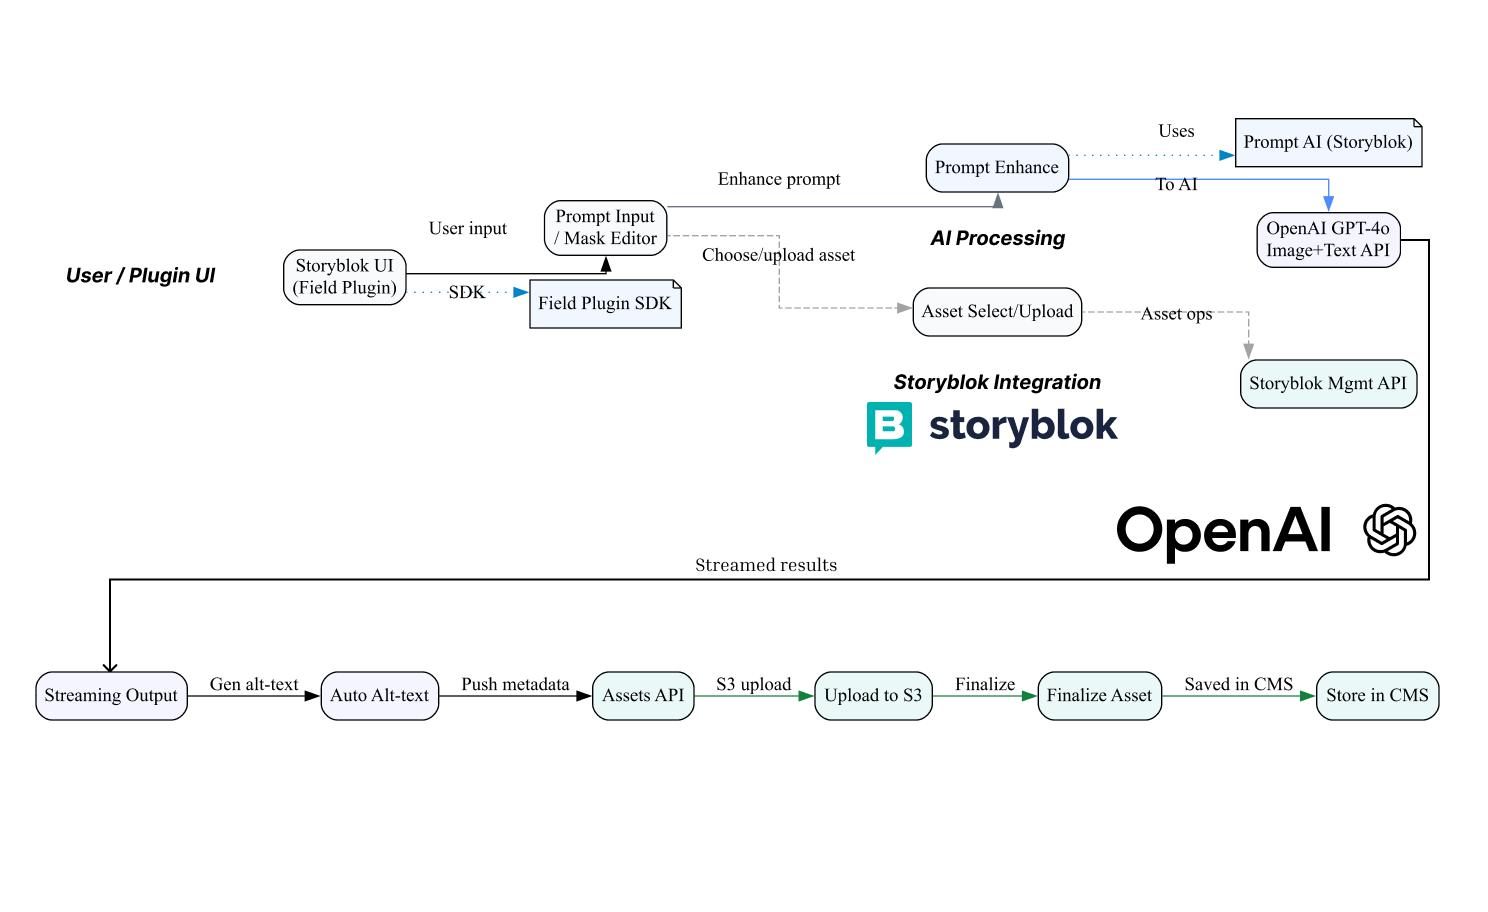 Uses
Prompt AI (Storyblok)
Prompt Enhance
To AI
Enhance prompt
Prompt Input
/ Mask Editor
User input
OpenAI GPT-4o
Image+Text API
AI Processing
Choose/upload asset
User / Plugin UI
Storyblok UI
(Field Plugin)
SDK
Field Plugin SDK
Asset Select/Upload
Asset ops
Storyblok Integration
Storyblok Mgmt API
B storyblok
OpenAI
Streamed results
Streaming Output
Gen alt-text
Auto Alt-text
Push metadata
Assets API
S3 upload
Upload to S3
Finalize
Finalize Asset
Saved in CMS
Store in CMS